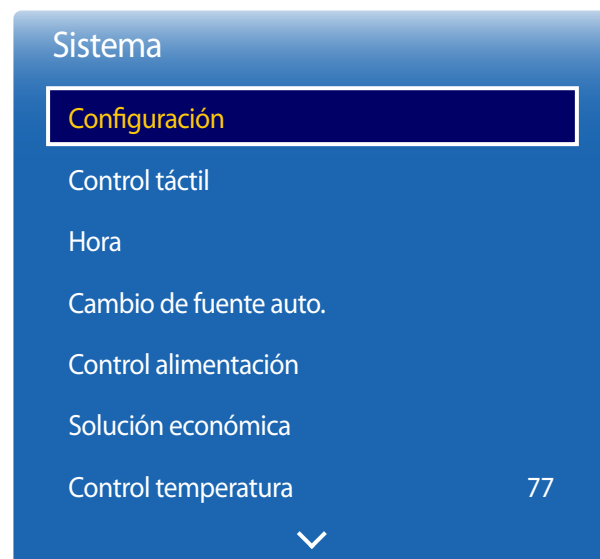 Sistema
Configuración
Control táctil
Hora
Cambio de fuente auto.
Control alimentación
Solución económica
Control temperatura 77